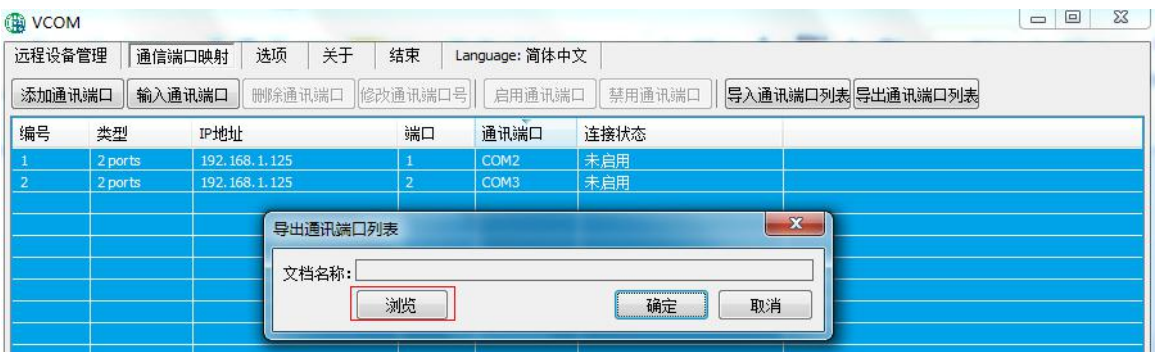 VCOM
远程设备管理 通信端口映射 选项 关于 结束 Language: 简体中文
添加通讯端口 输入通讯端口 删除通讯端口 修改通讯端口号 启用通讯端口 禁用通讯端口 导入通讯端口列表 导出通讯端口列表
编号 类型 IP地址 端口 通讯端口 连接状态
1 2 ports 192.168.1.125 1 COM2 未启用
2 2 ports 192.168.1.125 2 COM3 未启用
导出通讯端口列表
文档名称:
浏览 确定 取消